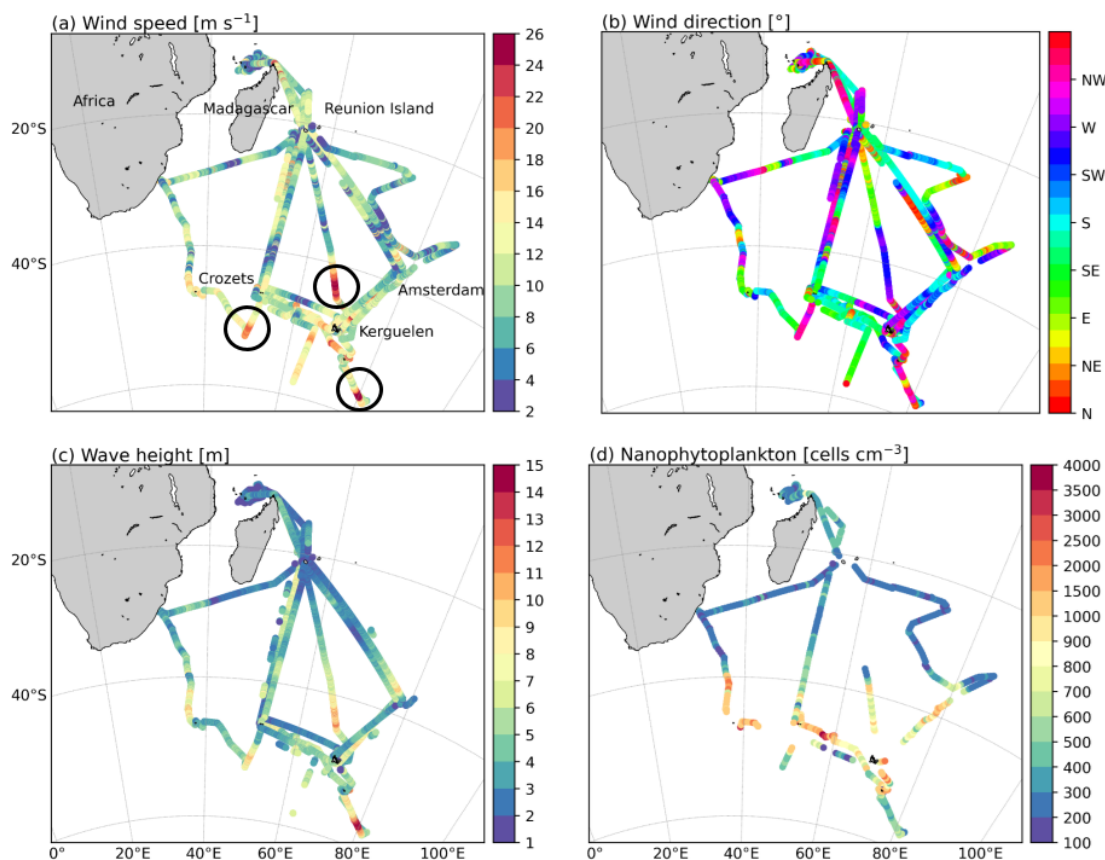 (a) Wind speed [m s⁻¹]
Africa
Madagascar
Reunion Island
Crozets
Amsterdam
Kerguelen
20°S
40°S
26
24
22
20
18
16
14
12
10
8
6
4
2
(b) Wind direction [°]
NW
W
SW
S
SE
E
NE
N
(c) Wave height [m]
20°S
40°S
0°
20°E
40°E
60°E
80°E
100°E
15
14
13
12
11
10
9
8
7
6
5
4
3
2
1
(d) Nanophytoplankton [cells cm⁻³]
0°
20°E
40°E
60°E
80°E
100°E
4000
3500
3000
2500
2000
1500
1000
900
800
700
600
500
400
300
200
100